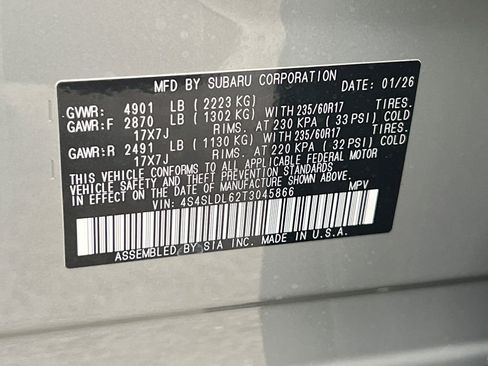 MFD BY SUBARU CORPORATION DATE: 01/26
GVWR: 4901 LB ( 2223 KG)
GAWR:F 2870 LB ( 1302 KG) WITH 235/60R17 TIRES.
17X7J RIMS. AT 230 KPA ( 33 PSI) COLD
GAWR:R 2491 LB ( 1130 KG) WITH 235/60R17 TIRES.
17X7J RIMS. AT 220 KPA ( 32 PSI) COLD
THIS VEHICLE CONFORMS TO ALL APPLICABLE FEDERAL MOTOR
VEHICLE SAFETY AND THEFT PREVENTION STANDARDS IN EFFECT
ON THE DATE OF MANUFACTURE SHOWN ABOVE.
VIN: 4S4SLDL62T3045866 MPV
ASSEMBLED BY SIA INC. MADE IN U.S.A.